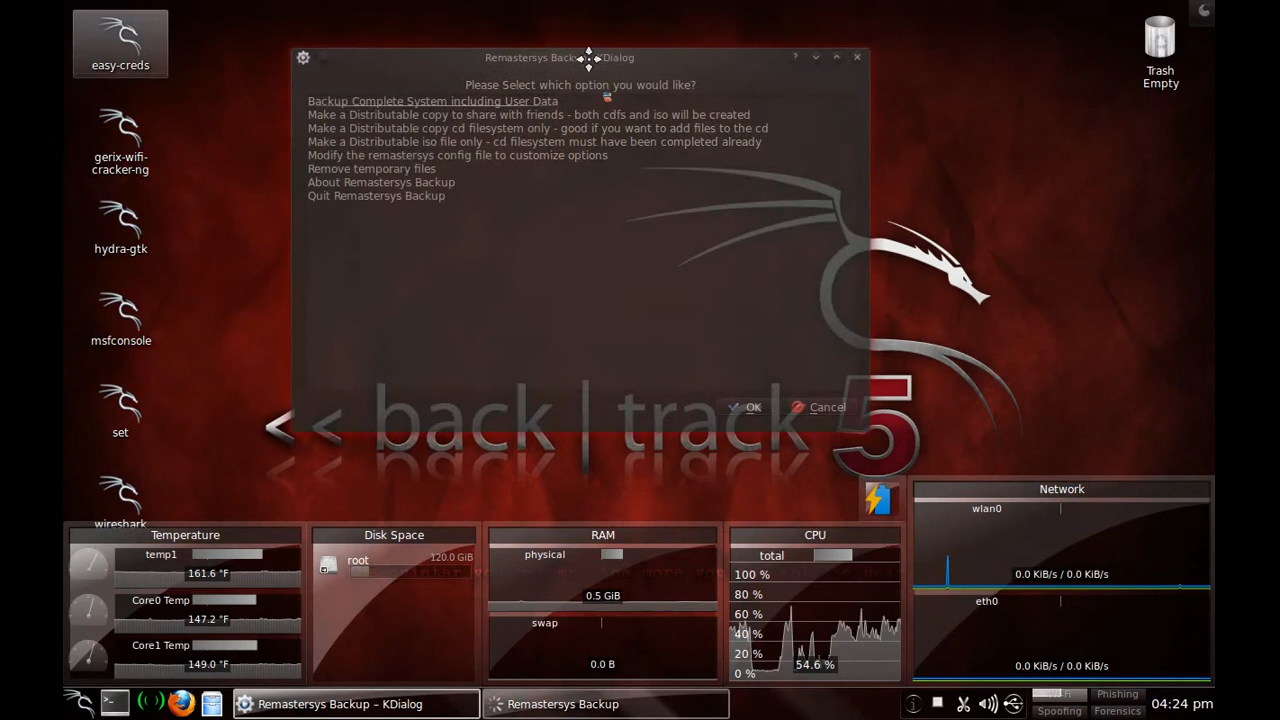 easy-creds
gerix-wifi-
cracker-ng
hydra-gtk
msfconsole
set
wireshark
Trash
Empty
Remastersys Back KDialog
Please Select which option you would like?
Backup Complete System including User Data
Make a Distributable copy to share with friends - both cdfs and iso will be created
Make a Distributable copy cd filesystem only - good if you want to add files to the cd
Make a Distributable iso file only - cd filesystem must have been completed already
Modify the remastersys config file to customize options
Remove temporary files
About Remastersys Backup
Quit Remastersys Backup
OK Cancel
<< back | track 5
Temperature
temp1
161.6 °F
Core0 Temp
147.2 °F
Core1 Temp
149.0 °F
Disk Space
root 120.0 GiB
RAM
physical
0.5 GiB
swap
0.0 B
CPU
total
100 %
80 %
60 %
40 %
20 %
0 %
54.6 %
Network
wlan0
0.0 KiB/s / 0.0 KiB/s
eth0
0.0 KiB/s / 0.0 KiB/s
Remastersys Backup – KDialog
Remastersys Backup
Phishing
Spoofing Forensics
04:24 pm